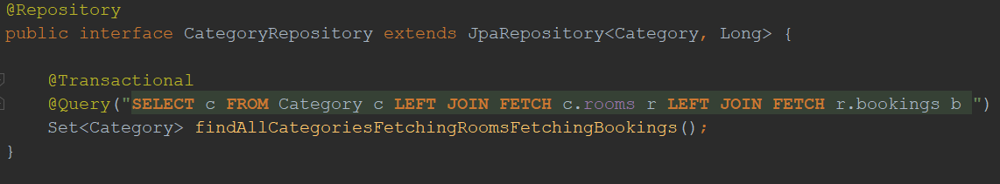 @Repository
public interface CategoryRepository extends JpaRepository<Category, Long> {
@Transactional
@Query("SELECT c FROM Category c LEFT JOIN FETCH c.rooms r LEFT JOIN FETCH r.bookings b ")
Set<Category> findAllCategoriesFetchingRoomsFetchingBookings();
}